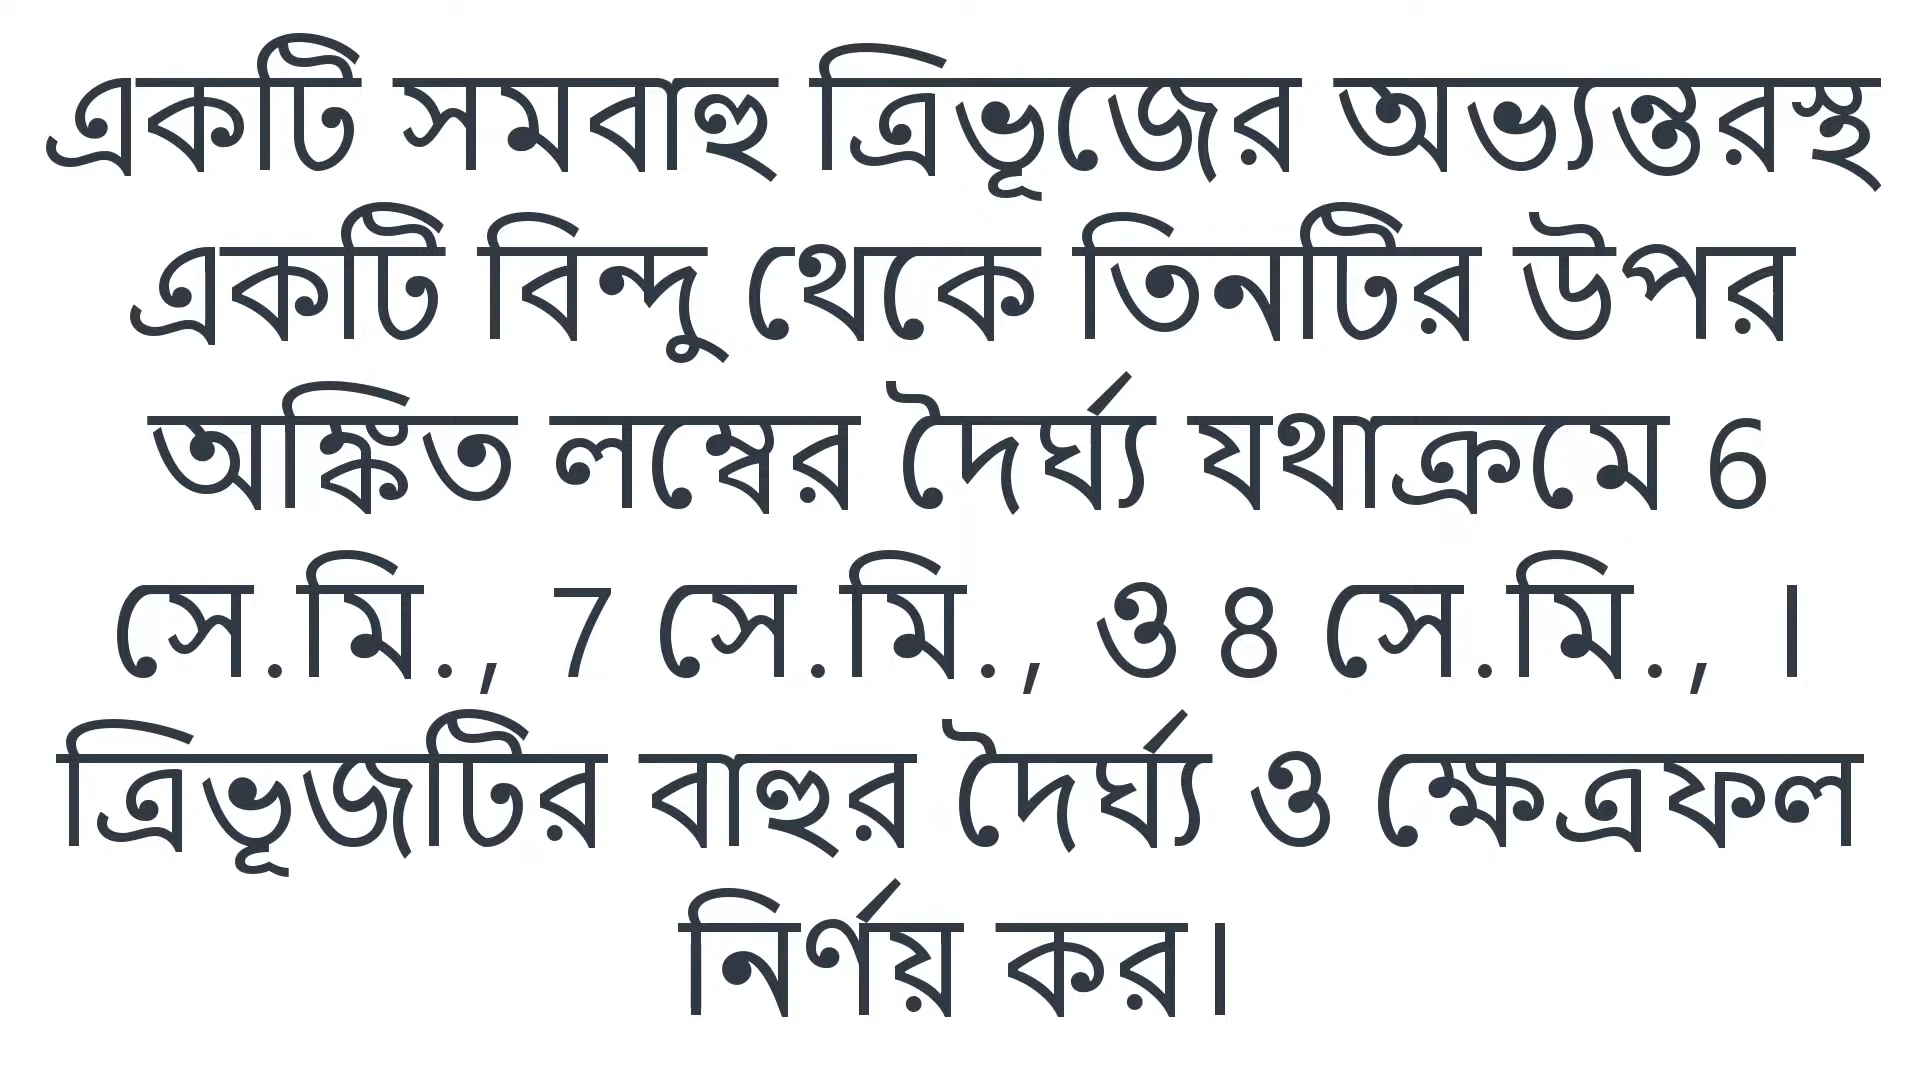 একটি সমবাহু ত্রিভূজের অভ্যন্তরস্থ
একটি বিন্দু থেকে তিনটির উপর
অঙ্কিত লম্বের দৈর্ঘ্য যথাক্রমে 6
সে.মি., 7 সে.মি., ও 8 সে.মি., ।
ত্রিভূজটির বাহুর দৈর্ঘ্য ও ক্ষেত্রফল
নির্ণয় কর।